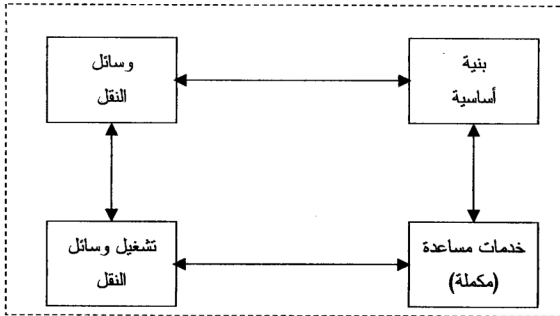 بنية
أساسية
وسائل
النقل
خدمات مساعدة
(مكملة)
تشغيل وسائل
النقل